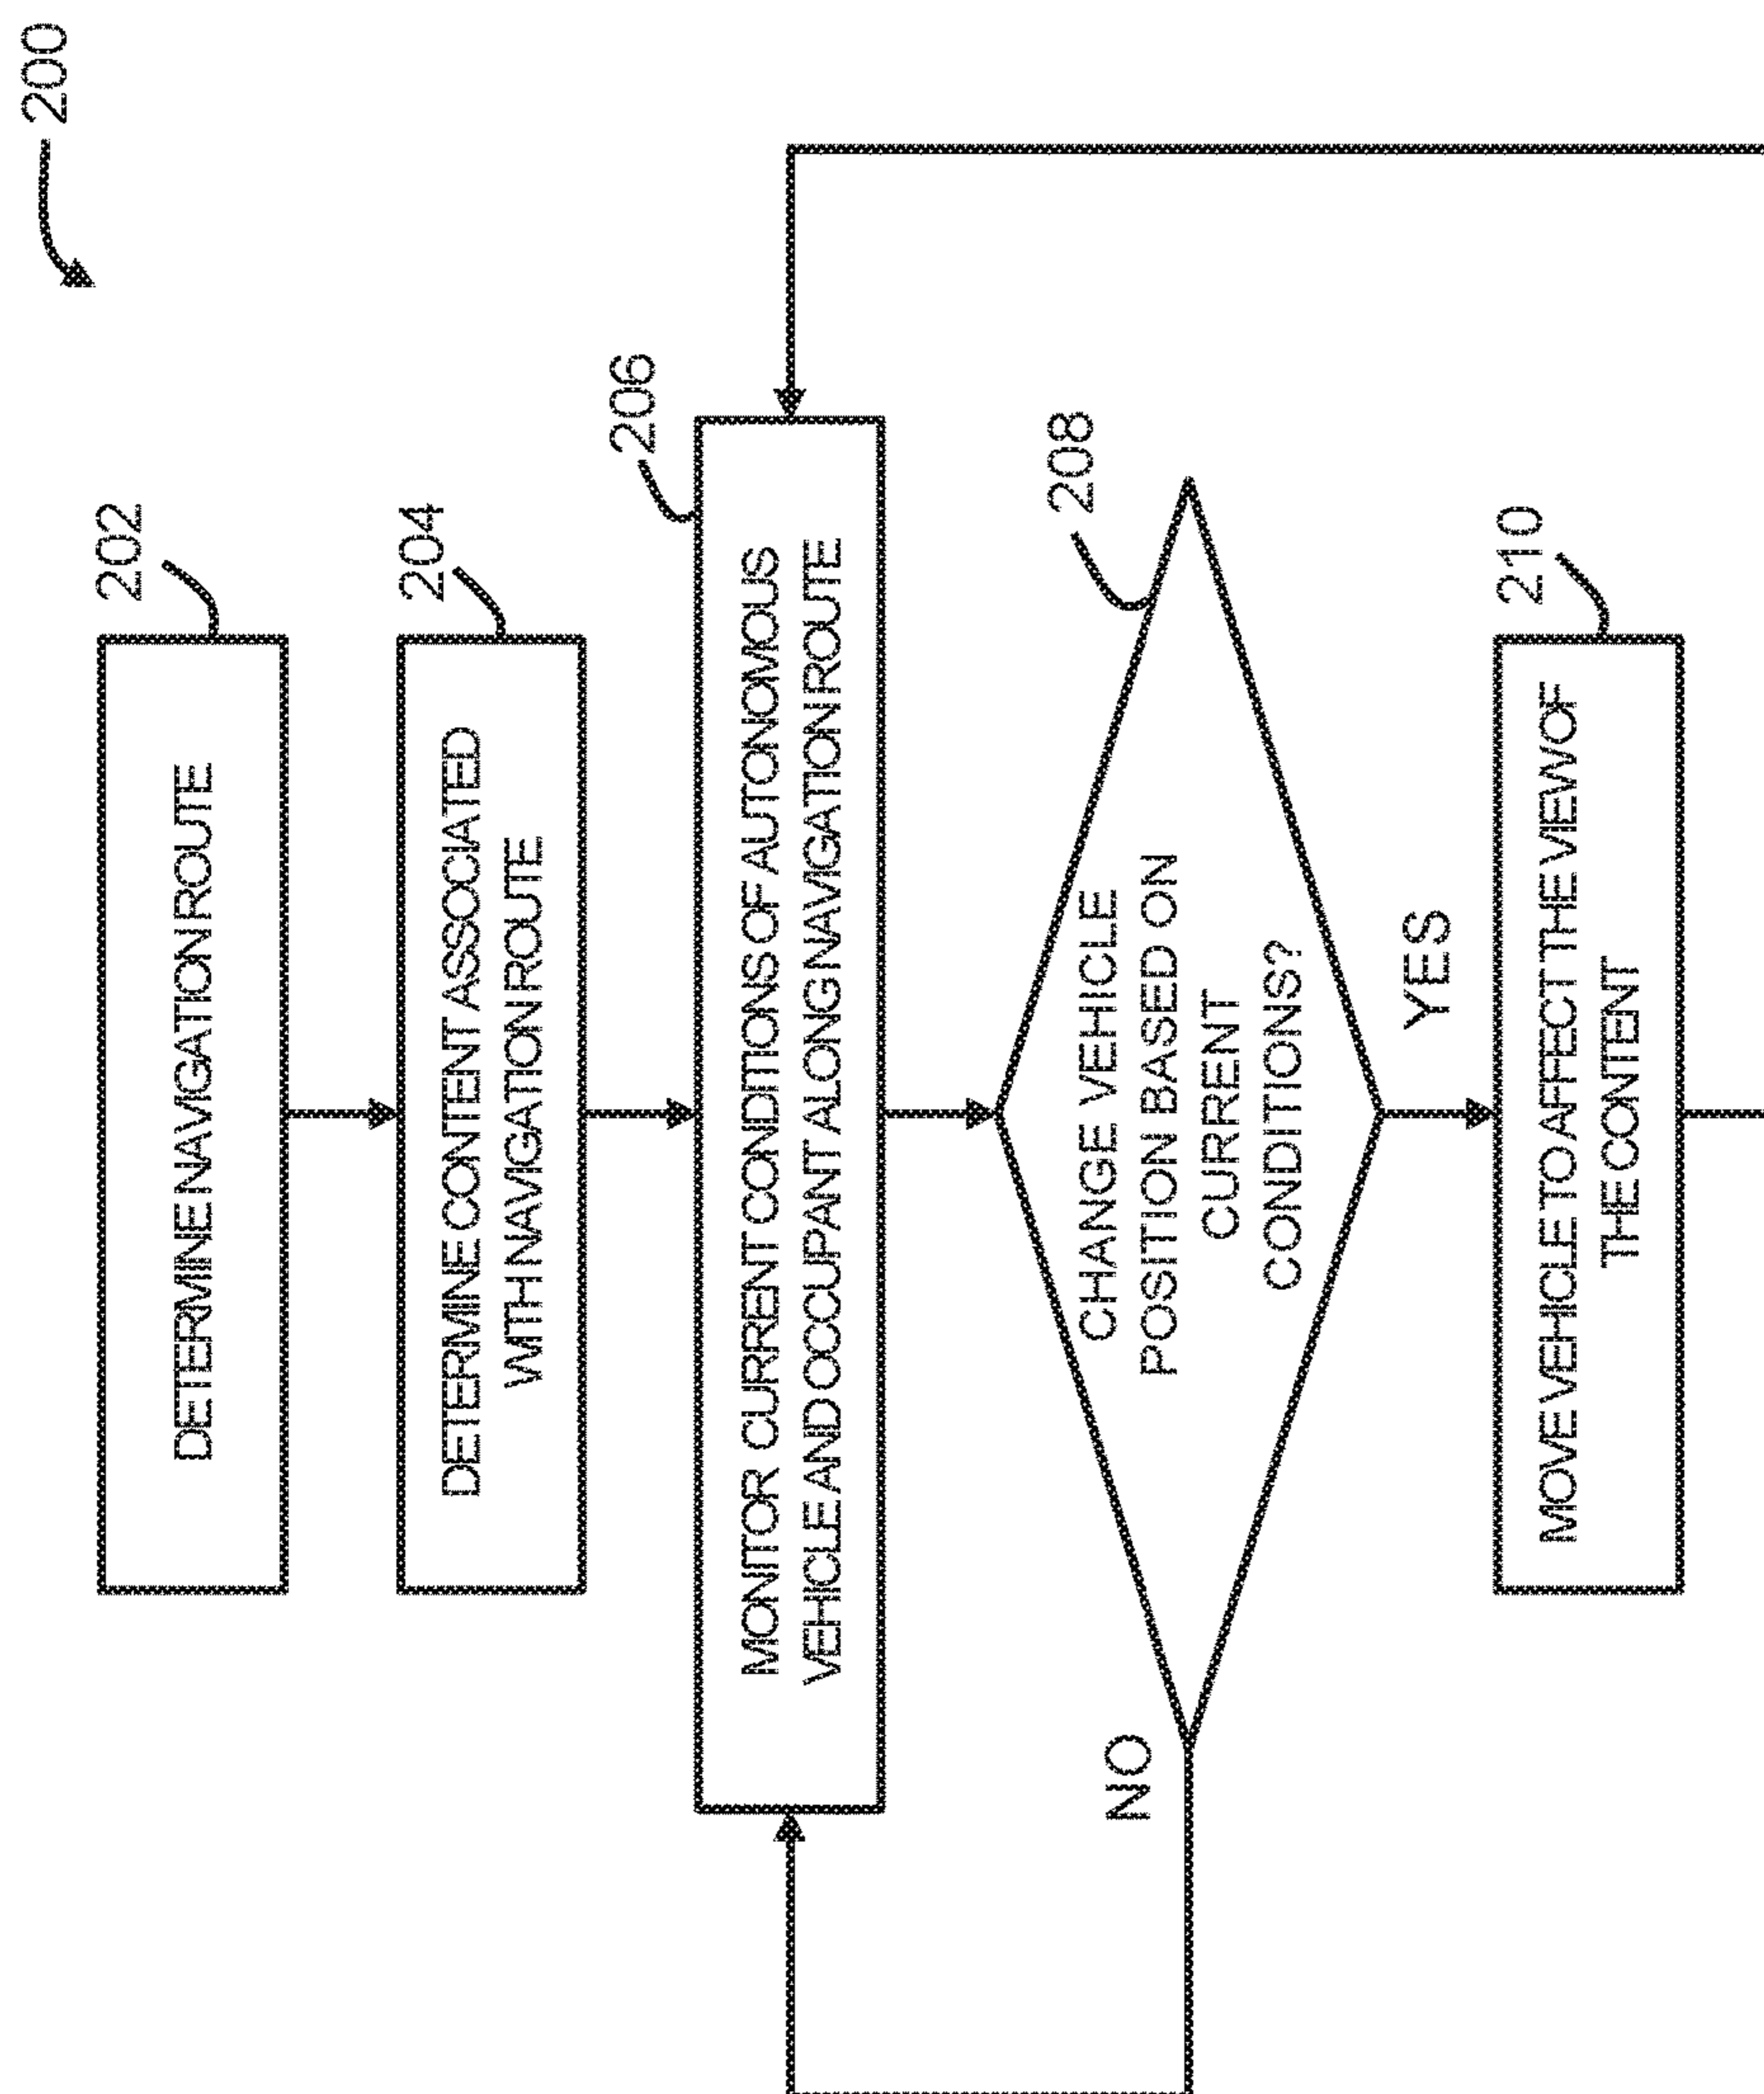 200
202
DETERMINE NAVIGATION ROUTE
204
DETERMINE CONTENT ASSOCIATED
WITH NAVIGATION ROUTE
206
MONITOR CURRENT CONDITIONS OF AUTONOMOUS
VEHICLE AND OCCUPANT ALONG NAVIGATION ROUTE
208
CHANGE VEHICLE
POSITION BASED ON
CURRENT
CONDITIONS?
NO
YES
210
MOVE VEHICLE TO AFFECT THE VIEW OF
THE CONTENT